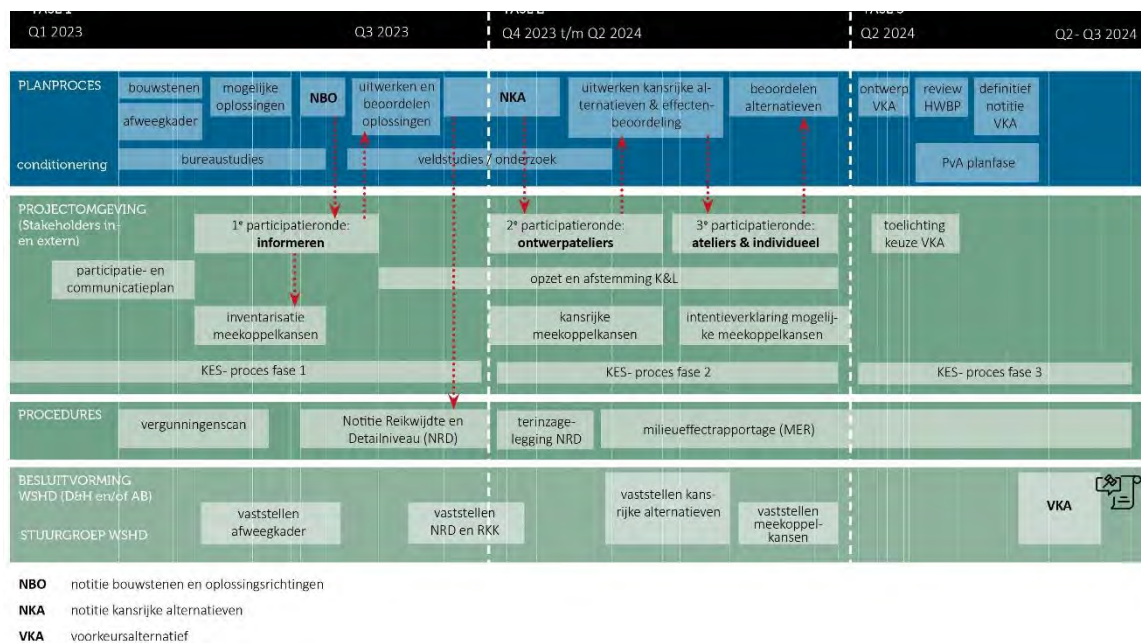 FASE 1
FASE 2
FASE 3
Q1 2023
Q3 2023
Q4 2023 t/m Q2 2024
Q2 2024
Q2- Q3 2024
PLANPROCES
bouwstenen
afweegkader
mogelijke
oplossingen
NBO
uitwerken en
beoordelen
oplossingen
NKA
uitwerken kansrijke al-
ternatieven & effecten-
beoordeling
beoordelen
alternatieven
ontwerp
VKA
review
HWBP
definitief
notitie
VKA
conditionering
bureaustudies
veldstudies / onderzoek
PvA planfase
PROJECTOMGEVING
(Stakeholders in-
en extern)
1e participatieronde:
informeren
2e participatieronde:
ontwerpateliers
3e participatieronde:
ateliers & individueel
toelichting
keuze VKA
participatie- en
communicatieplan
opzet en afstemming K&L
inventarisatie
meekoppelkansen
kansrijke
meekoppelkansen
intentieverklaring mogelij-
ke meekoppelkansen
KES- proces fase 1
KES- proces fase 2
KES- proces fase 3
PROCEDURES
vergunningenscan
Notitie Reikwijdte en
Detailniveau (NRD)
terinzage-
legging NRD
milieueffectrapportage (MER)
BESLUITVORMING
WSHD (D&H en/of AB)
STUURGROEP WSHD
vaststellen
afweegkader
vaststellen
NRD en RKK
vaststellen kans-
rijke alternatieven
vaststellen
meekoppel-
kansen
VKA
NBO notitie bouwstenen en oplossingsrichtingen
NKA notitie kansrijke alternatieven
VKA voorkeursalternatief